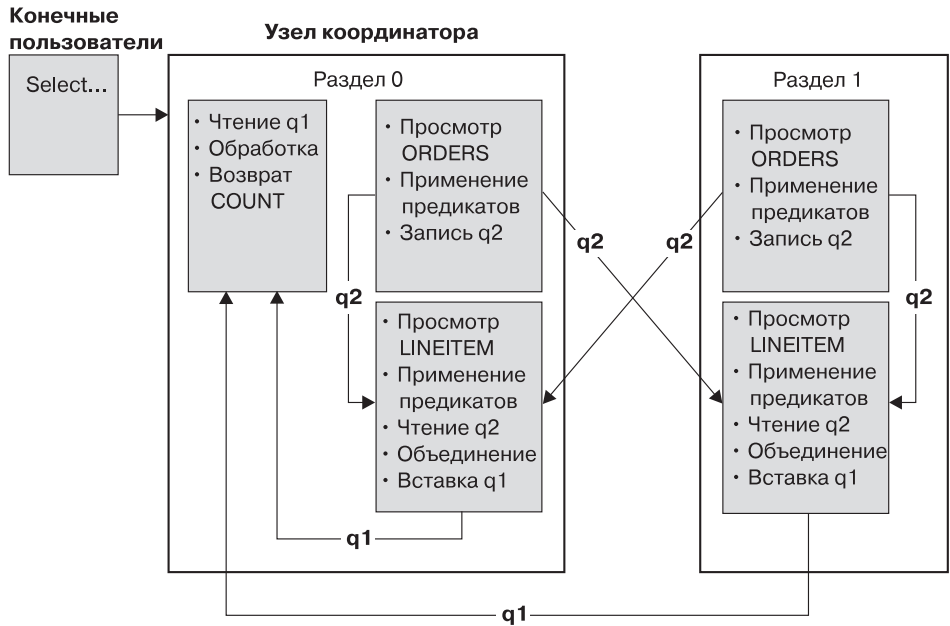 Конечные
пользователи
Узел координатора
Select...
Раздел 0
Раздел 1
• Чтение q1
• Обработка
• Возврат
COUNT
• Просмотр
ORDERS
• Применение
предикатов
• Запись q2
• Просмотр
ORDERS
• Применение
предикатов
• Запись q2
q2
q2
q2
q2
• Просмотр
LINEITEM
• Применение
предикатов
• Чтение q2
• Объединение
• Вставка q1
• Просмотр
LINEITEM
• Применение
предикатов
• Чтение q2
• Объединение
• Вставка q1
q1
q1